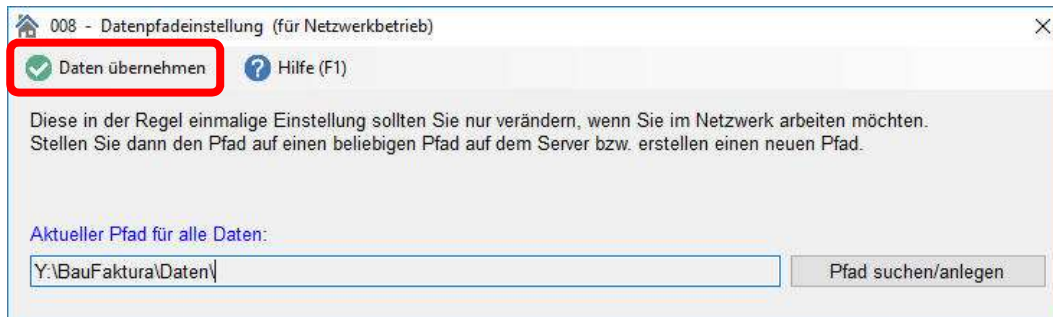 008 - Datenpfadeinstellung (für Netzwerkbetrieb)
Daten übernehmen Hilfe (F1)
Diese in der Regel einmalige Einstellung sollten Sie nur verändern, wenn Sie im Netzwerk arbeiten möchten.
Stellen Sie dann den Pfad auf einen beliebigen Pfad auf dem Server bzw. erstellen einen neuen Pfad.
Aktueller Pfad für alle Daten:
Y:\BauFaktura\Daten\ Pfad suchen/anlegen